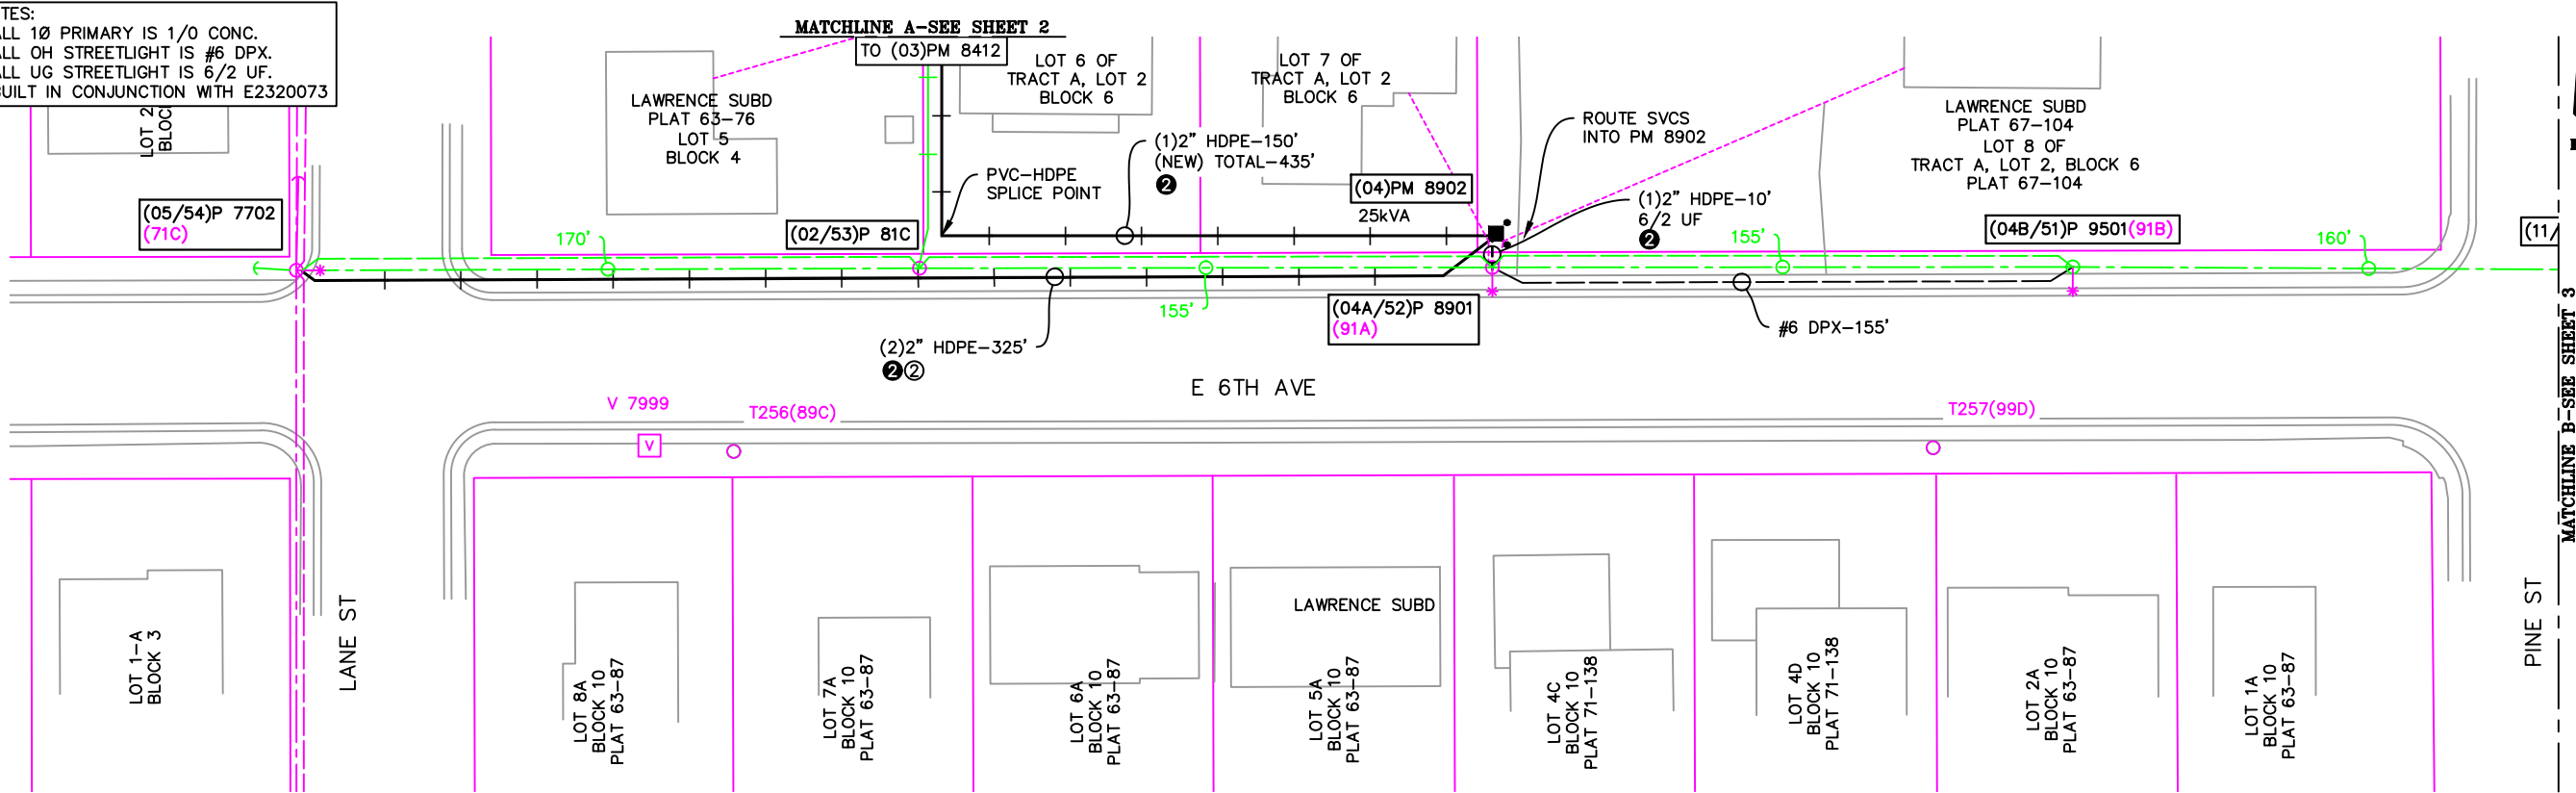 TES:
LL 1Ø PRIMARY IS 1/0 CONC.
LL OH STREETLIGHT IS #6 DPX.
LL UG STREETLIGHT IS 6/2 UF.
UILT IN CONJUNCTION WITH E2320073
MATCHLINE A-SEE SHEET 2
TO (03)PM 8412
LOT 2
BLOC
LAWRENCE SUBD
PLAT 63-76
LOT 5
BLOCK 4
LOT 6 OF
TRACT A, LOT 2
BLOCK 6
LOT 7 OF
TRACT A, LOT 2
BLOCK 6
ROUTE SVCS
INTO PM 8902
LAWRENCE SUBD
PLAT 67-104
LOT 8 OF
TRACT A, LOT 2, BLOCK 6
PLAT 67-104
(1)2" HDPE-150'
(NEW) TOTAL-435'
2
PVC-HDPE
SPLICE POINT
(04)PM 8902
25kVA
(1)2" HDPE-10'
6/2 UF
2
(05/54)P 7702
(71C)
(02/53)P 81C
(04B/51)P 9501(91B)
(11/
170'
155'
160'
155'
(04A/52)P 8901
(91A)
#6 DPX-155'
(2)2" HDPE-325'
2 2
E 6TH AVE
MATCHLINE B-SEE SHEET 3
V 7999
V
T256(89C)
T257(99D)
LANE ST
PINE ST
LAWRENCE SUBD
LOT 1-A
BLOCK 3
LOT 8A
BLOCK 10
PLAT 63-87
LOT 7A
BLOCK 10
PLAT 63-87
LOT 6A
BLOCK 10
PLAT 63-87
LOT 5A
BLOCK 10
PLAT 63-87
LOT 4C
BLOCK 10
PLAT 71-138
LOT 4D
BLOCK 10
PLAT 71-138
LOT 2A
BLOCK 10
PLAT 63-87
LOT 1A
BLOCK 10
PLAT 63-87